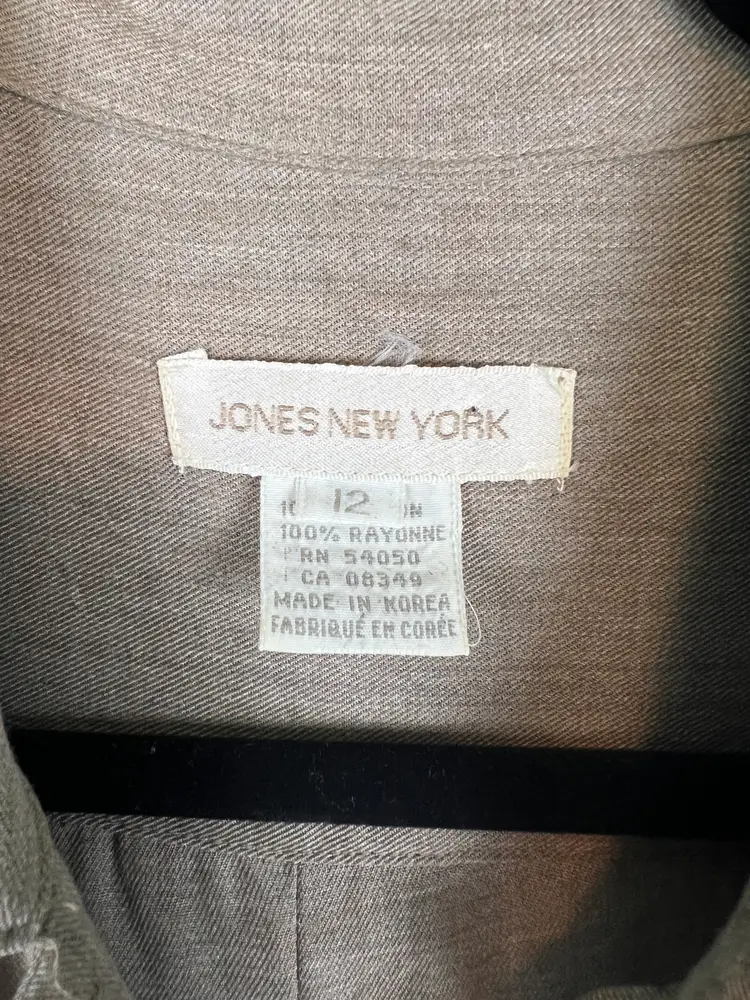 JONES NEW YORK
12
100% RAYONNE
RN 54050
CA 08349
MADE IN KOREA
FABRIQUÉ EN CORÉE